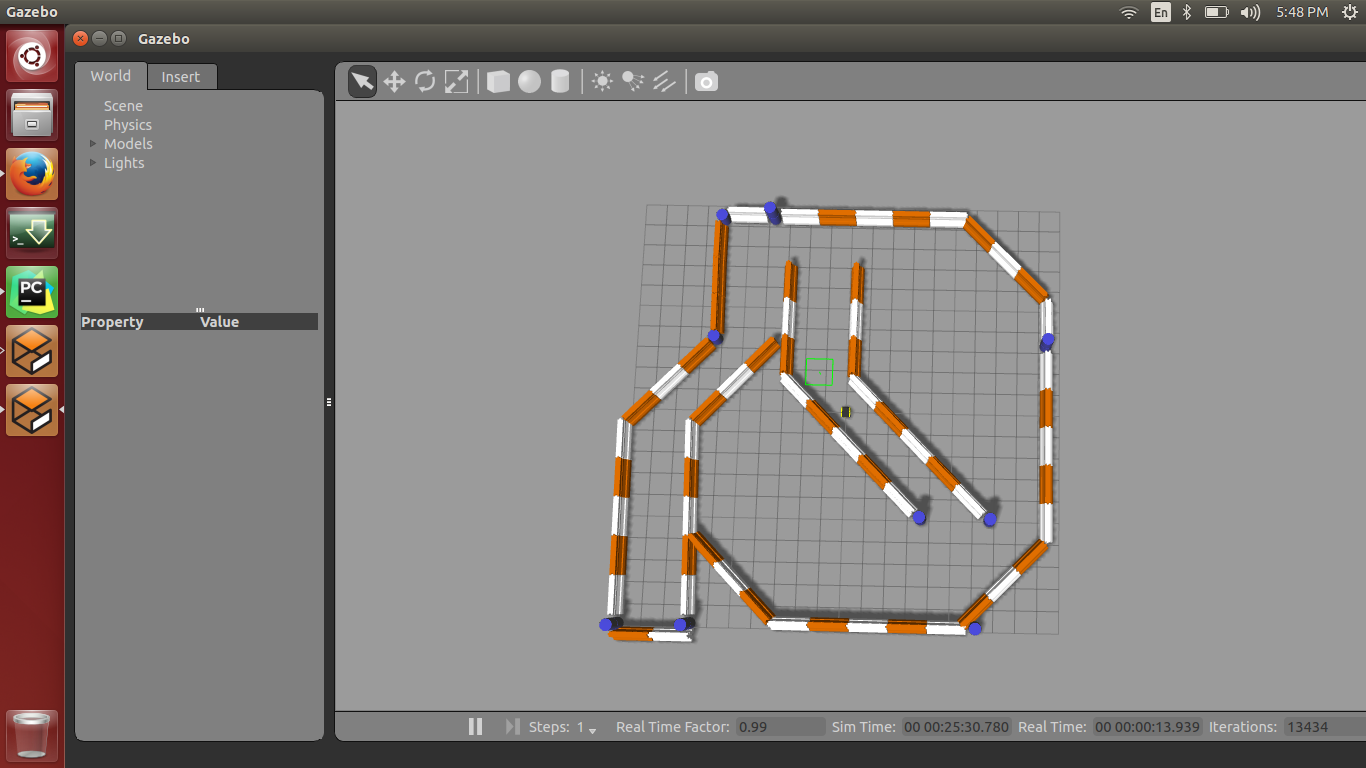 Gazebo
En
5:48 PM
Gazebo
World
Insert
Scene
Physics
Models
Lights
>_
PC
Property Value
Steps: 1 Real Time Factor: 0.99 Sim Time: 00 00:25:30.780 Real Time: 00 00:00:13.939 Iterations: 13434